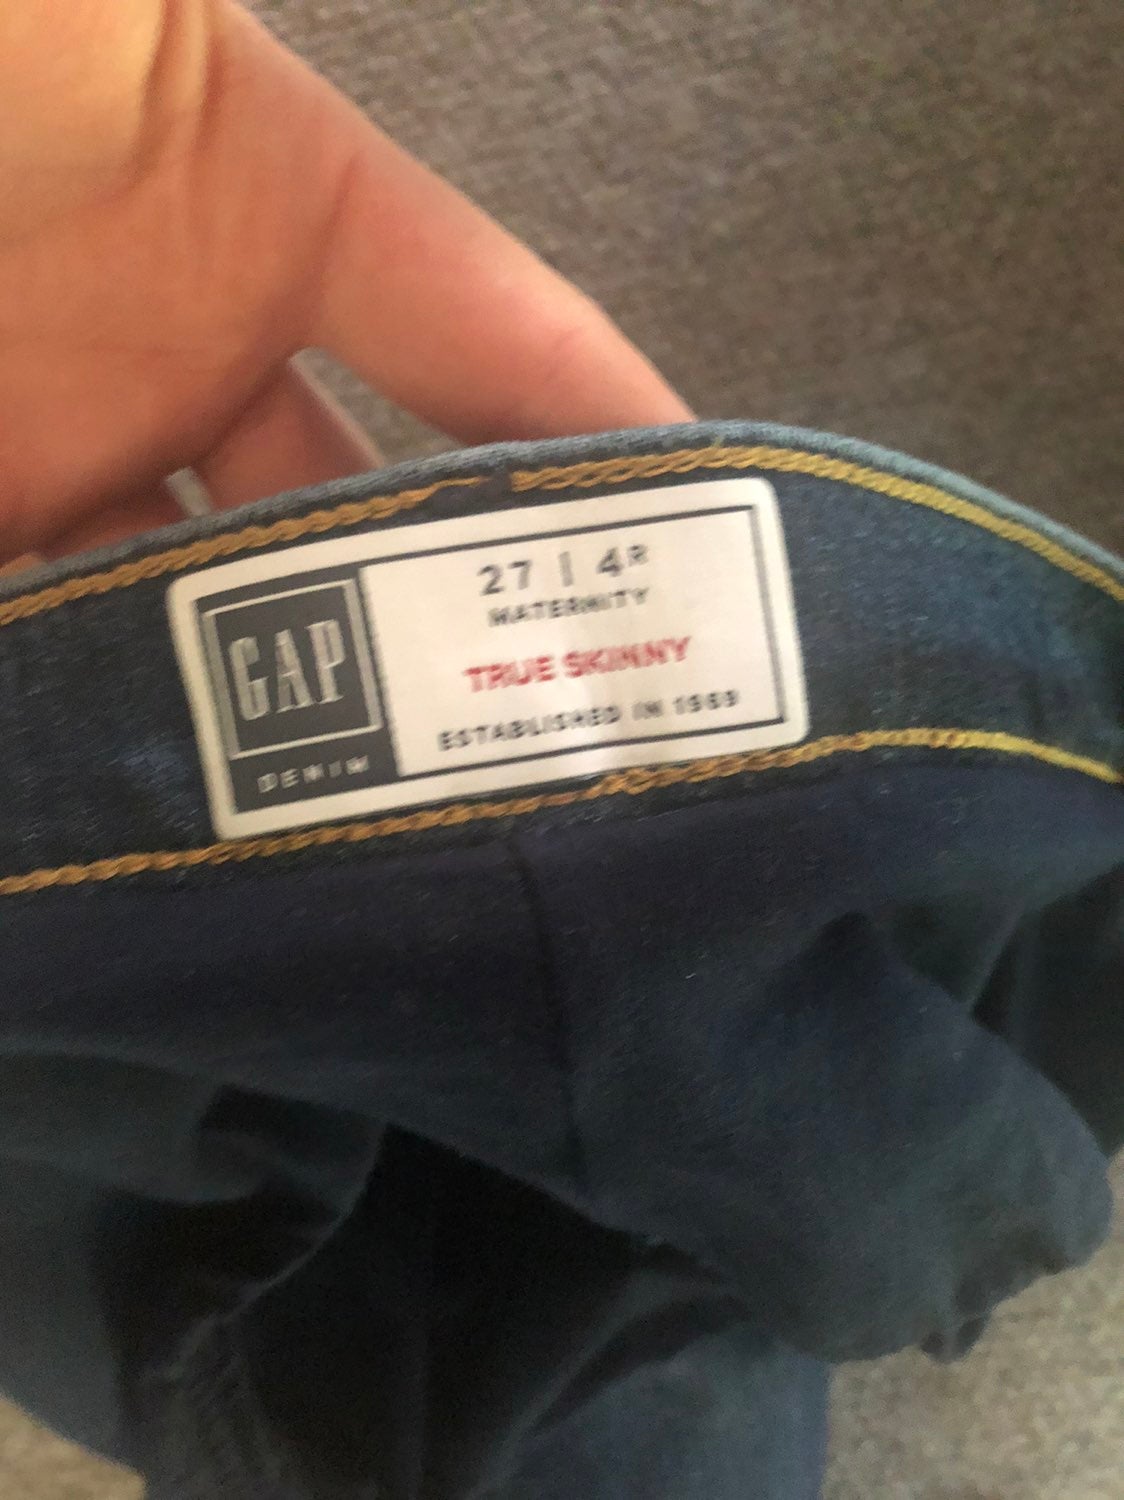 GAP
DENIM
27 | 4R
MATERNITY
TRUE SKINNY
ESTABLISHED IN 1969